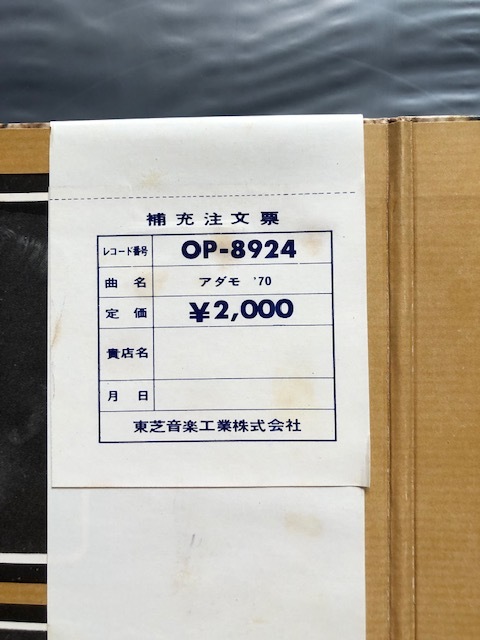 補充注文票
レコード番号 OP-8924
曲名 アダモ '70
定価 ¥2,000
貴店名
月日
東芝音楽工業株式会社